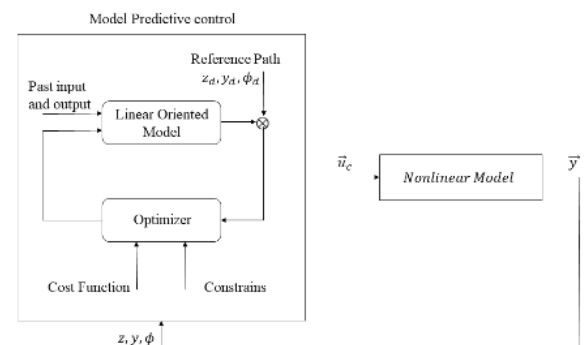 Model Predictive control
Reference Path
z_d, y_d, ϕ_d
Past input
and output
Linear Oriented
Model
Optimizer
Cost Function
Constrains
z, y, ϕ
u⃗_c
Nonlinear Model
y⃗